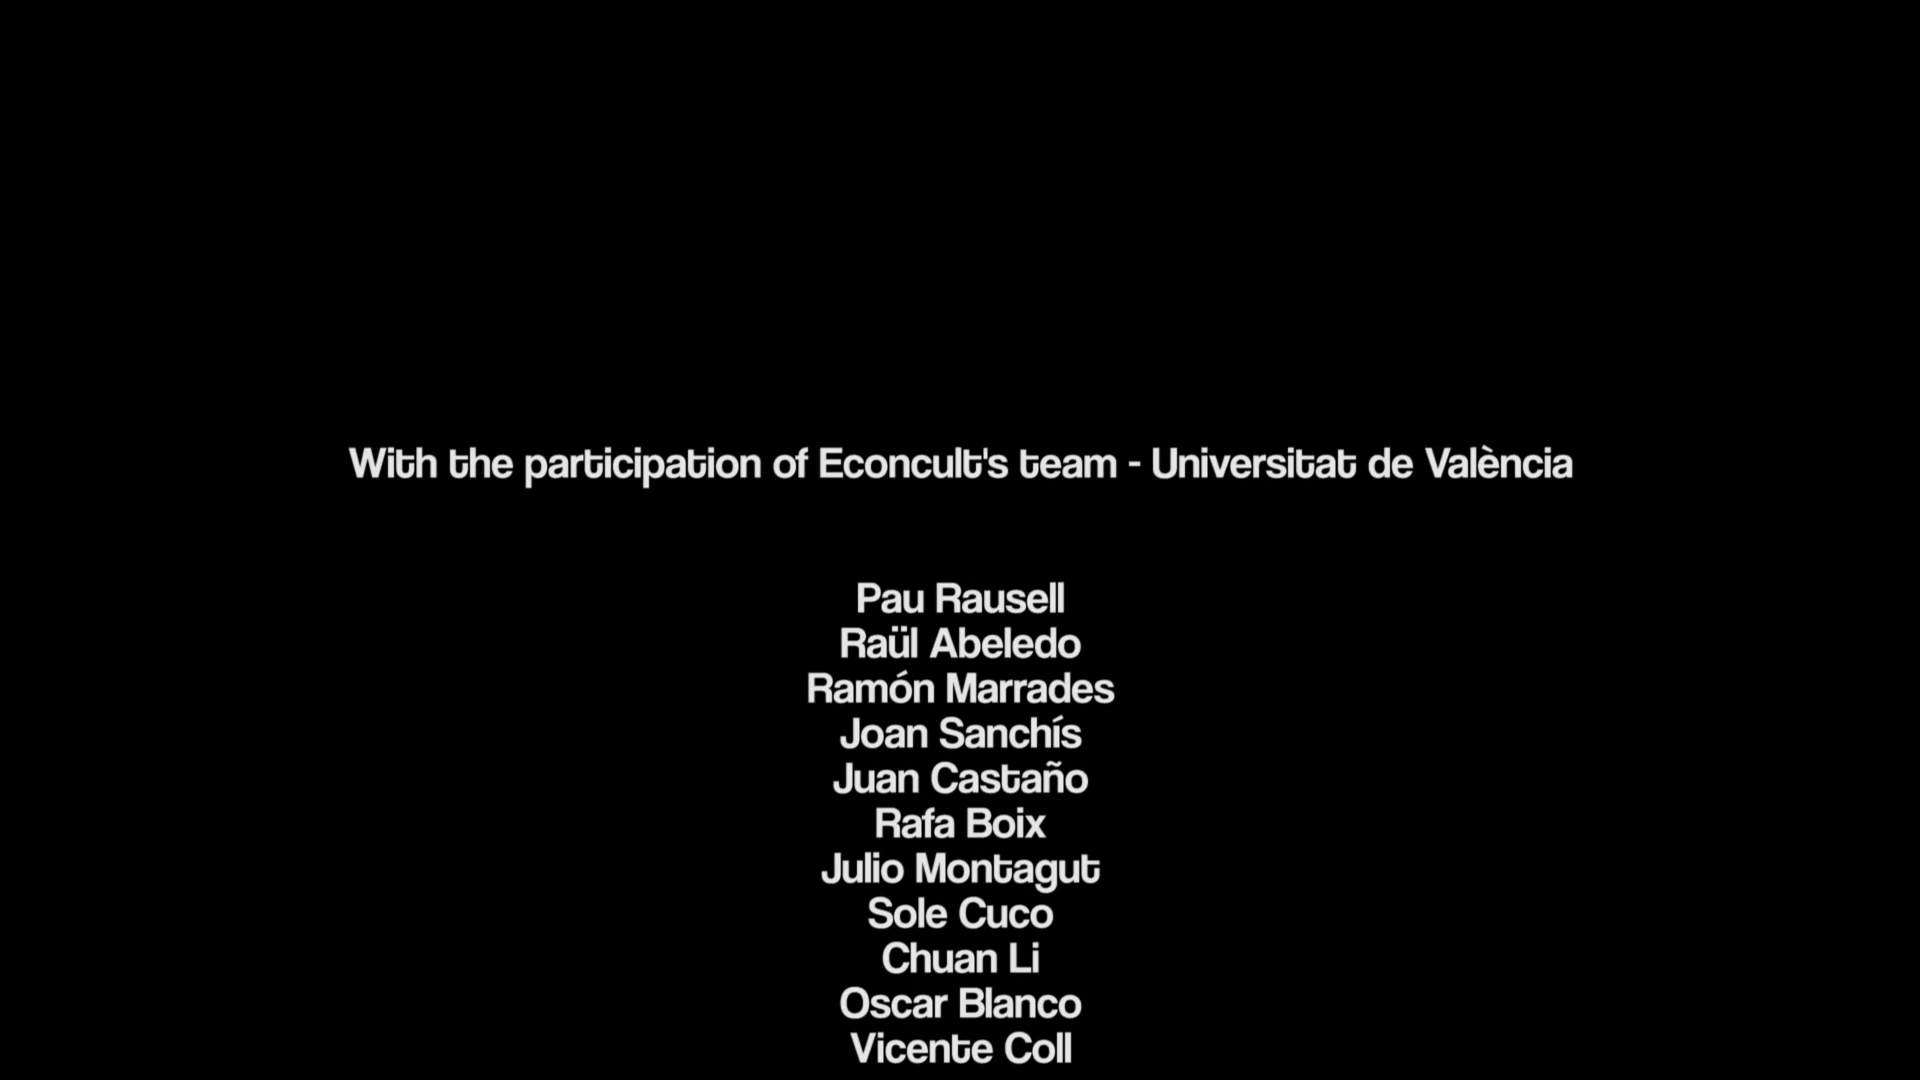 With the participation of Econcult's team - Universitat de València
Pau Rausell
Raül Abeledo
Ramón Marrades
Joan Sanchís
Juan Castaño
Rafa Boix
Julio Montagut
Sole Cuco
Chuan Li
Oscar Blanco
Vicente Coll